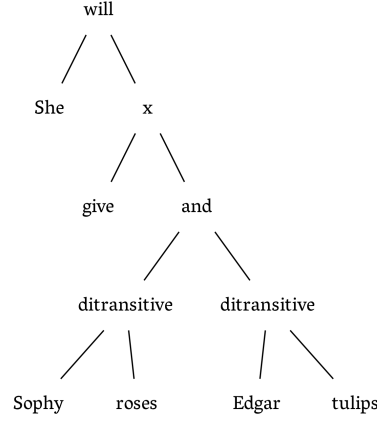 will
She x
give and
ditransitive ditransitive
Sophy roses Edgar tulips